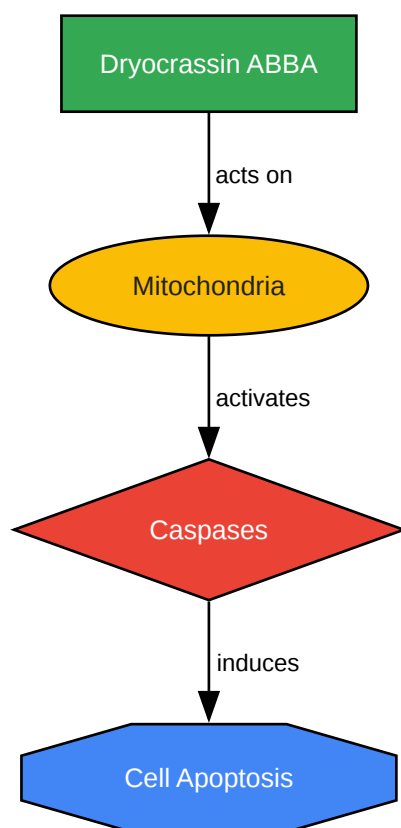 Dryocrassin ABBA
acts on
Mitochondria
activates
Caspases
induces
Cell Apoptosis